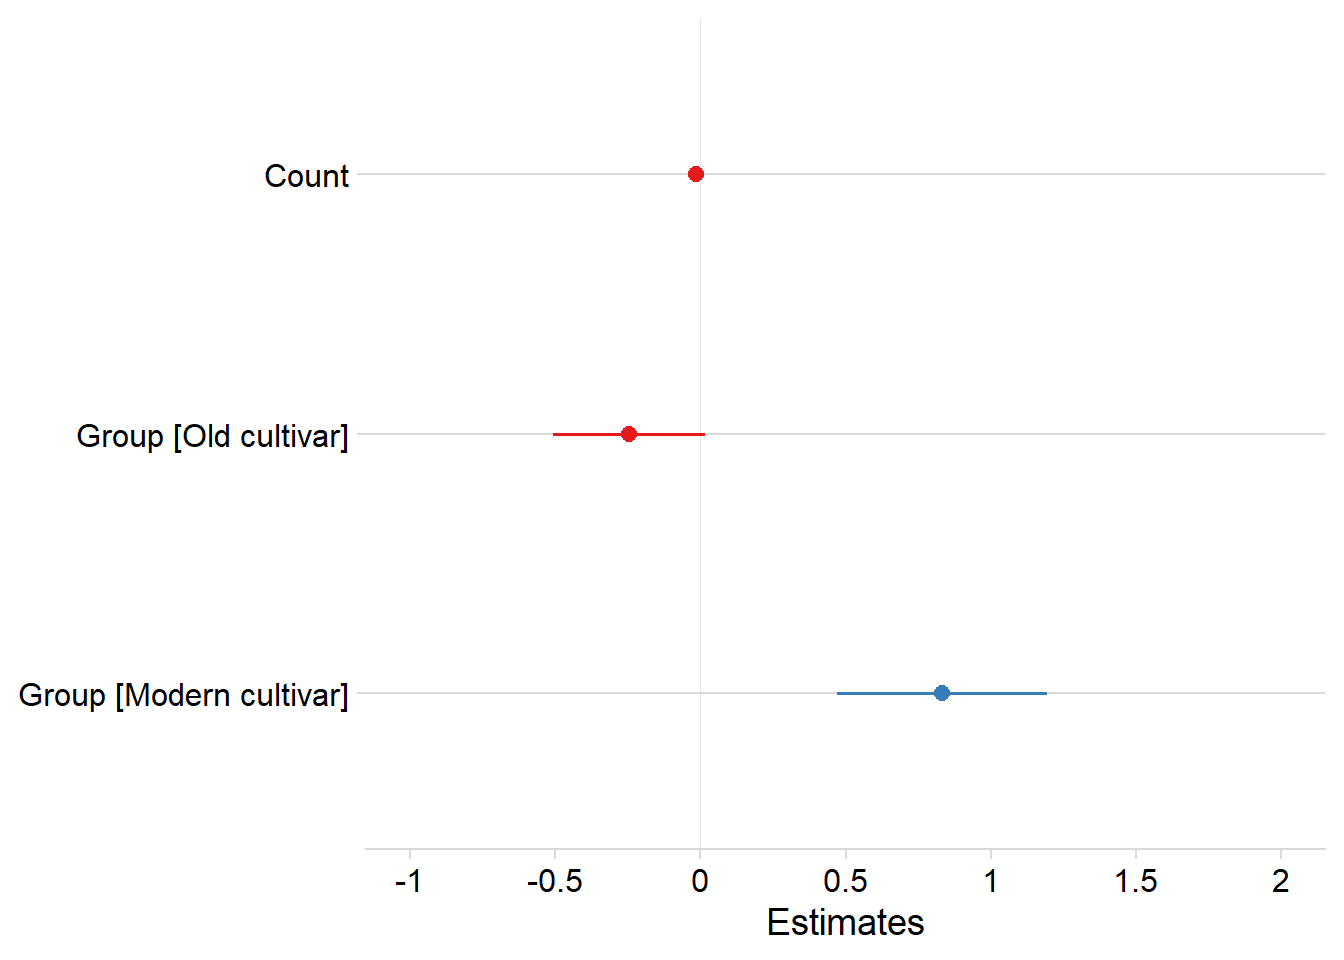 Count
Group [Old cultivar]
Group [Modern cultivar]
-1 -0.5 0 0.5 1 1.5 2
Estimates